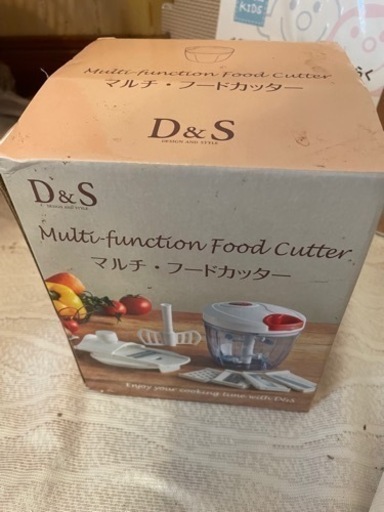 KIDS
Multi-function Food Cutter
マルチ・フードカッター
D&S
DESIGN AND STYLE
D&S
DESIGN AND STYLE
Multi-function Food Cutter
マルチ・フードカッター
Enjoy your cooking time with D&S